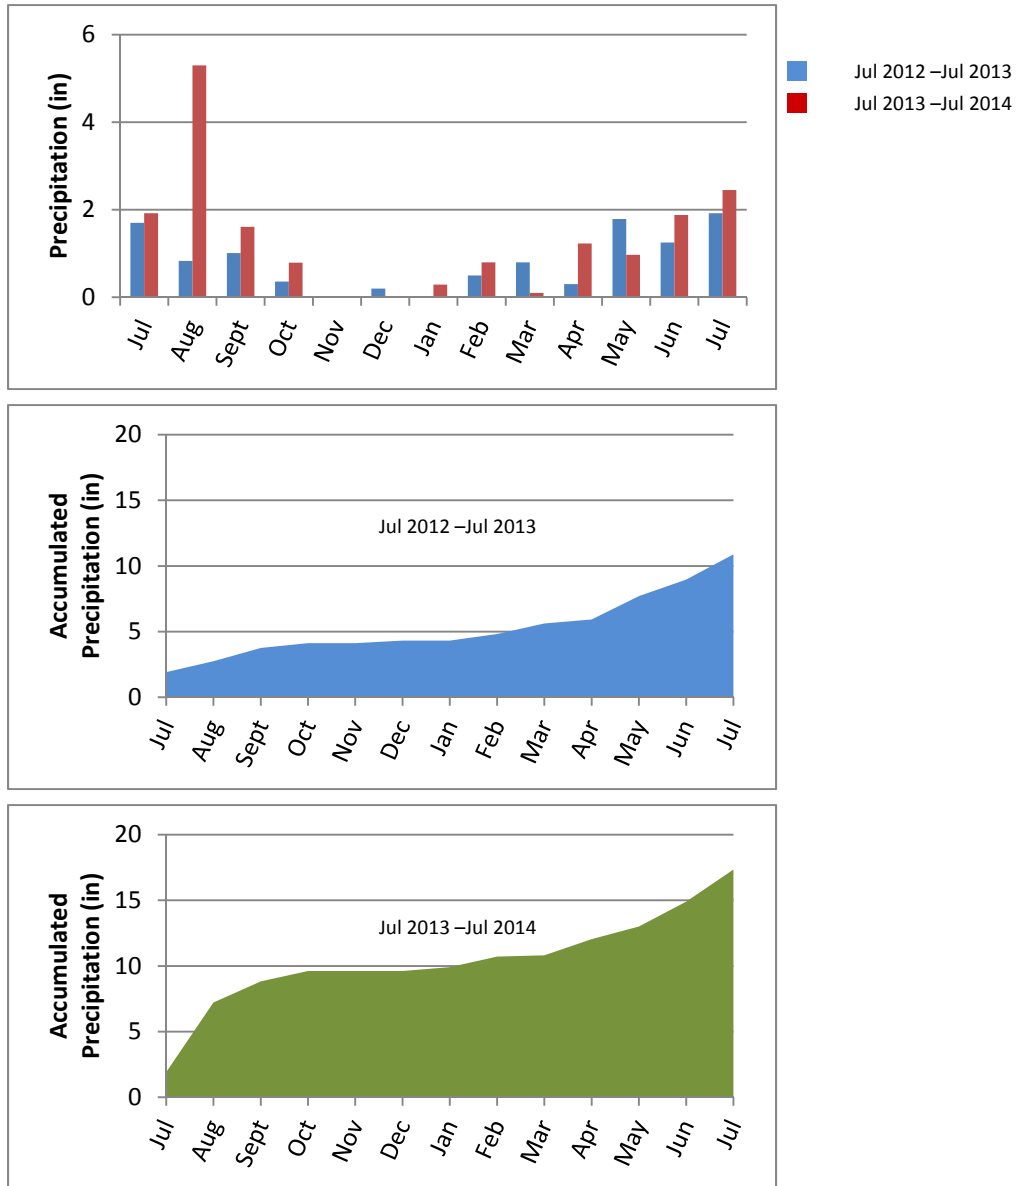 6
4
2
0
Precipitation (in)
Jul
Aug
Sept
Oct
Nov
Dec
Jan
Feb
Mar
Apr
May
Jun
Jul
Jul 2012 –Jul 2013
Jul 2013 –Jul 2014
20
15
10
5
0
Accumulated
Precipitation (in)
Jul 2012 –Jul 2013
Jul
Aug
Sept
Oct
Nov
Dec
Jan
Feb
Mar
Apr
May
Jun
Jul
20
15
10
5
0
Accumulated
Precipitation (in)
Jul 2013 –Jul 2014
Jul
Aug
Sept
Oct
Nov
Dec
Jan
Feb
Mar
Apr
May
Jun
Jul